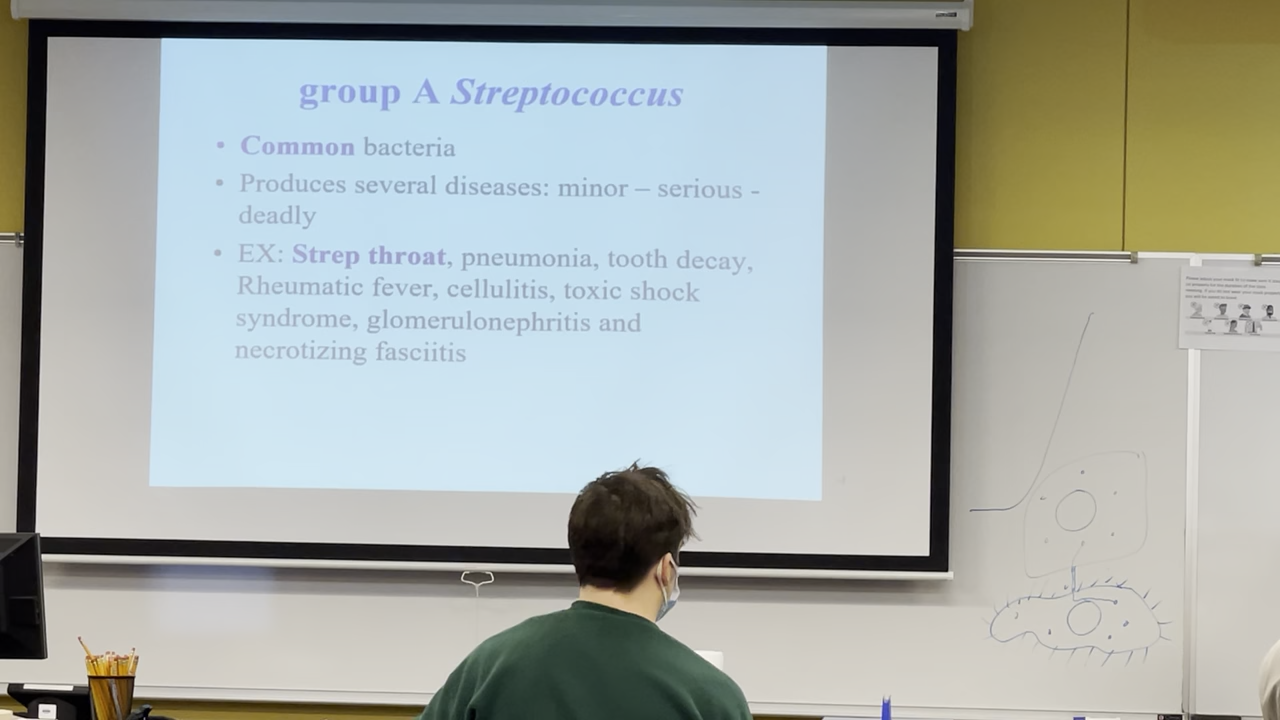 group A Streptococcus
• Common bacteria
• Produces several diseases: minor – serious -
deadly
• EX: Strep throat, pneumonia, tooth decay,
Rheumatic fever, cellulitis, toxic shock
syndrome, glomerulonephritis and
necrotizing fasciitis